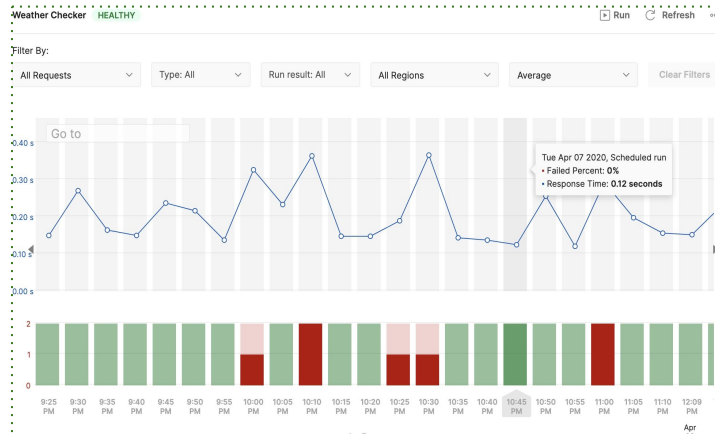 Weather Checker HEALTHY Run Refresh
Filter By:
All Requests Type: All Run result: All All Regions Average Clear Filters
Go to
0.40 s
0.30 s
0.20 s
0.10 s
0.00 s
Tue Apr 07 2020, Scheduled run
• Failed Percent: 0%
• Response Time: 0.12 seconds
2
1
0
9:25 9:30 9:35 9:40 9:45 9:50 9:55 10:00 10:05 10:10 10:15 10:20 10:25 10:30 10:35 10:40 10:45 10:50 10:55 11:00 11:05 11:10 12:09
PM PM PM PM PM PM PM PM PM PM PM PM PM PM PM PM PM PM PM PM PM PM PM
Apr